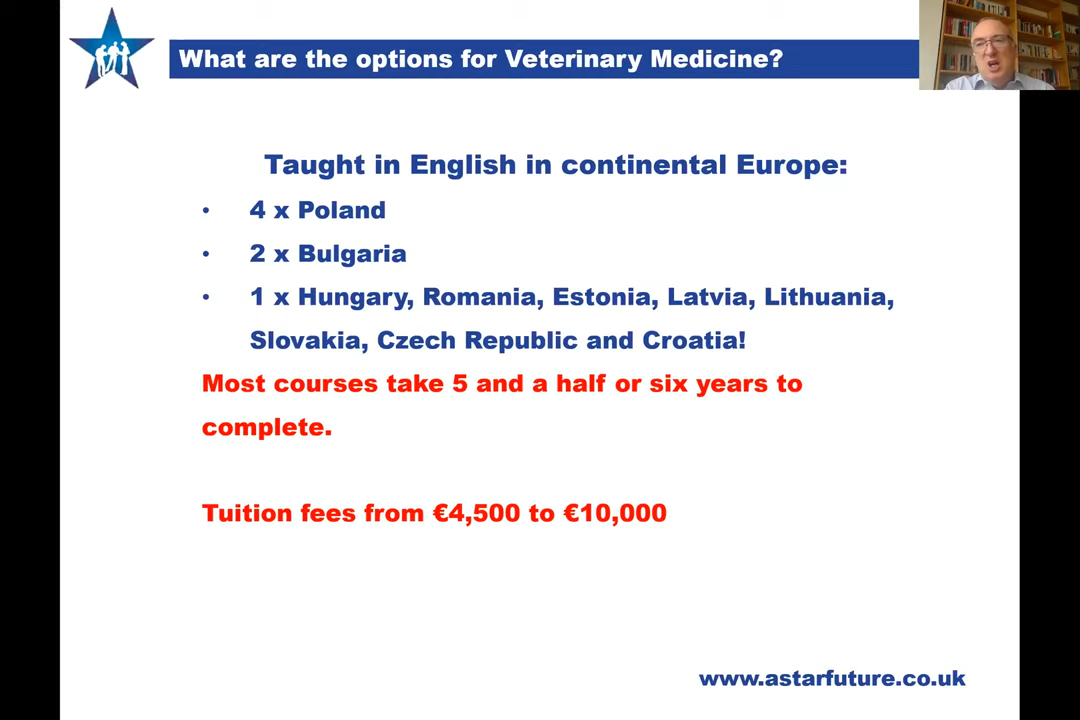 What are the options for Veterinary Medicine?
Taught in English in continental Europe:
• 4 x Poland
• 2 x Bulgaria
• 1 x Hungary, Romania, Estonia, Latvia, Lithuania,
Slovakia, Czech Republic and Croatia!
Most courses take 5 and a half or six years to
complete.
Tuition fees from €4,500 to €10,000
www.astarfuture.co.uk